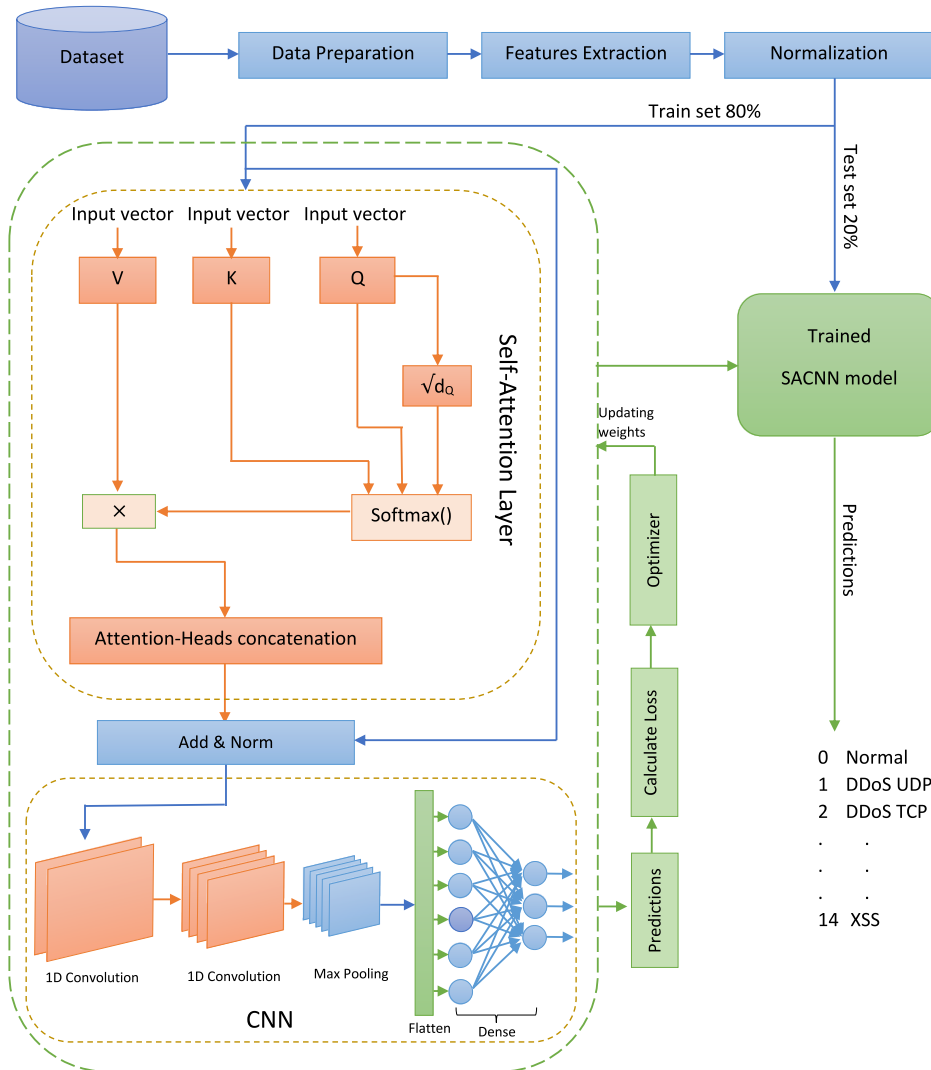 Dataset
Data Preparation
Features Extraction
Normalization
Train set 80%
Test set 20%
Input vector
Input vector
Input vector
V
K
Q
√dQ
Self-Attention Layer
×
Softmax()
Attention-Heads concatenation
Add & Norm
1D Convolution
1D Convolution
Max Pooling
Flatten
Dense
CNN
Updating
weights
Optimizer
Calculate Loss
Predictions
Trained
SACNN model
Predictions
0 Normal
1 DDoS UDP
2 DDoS TCP
. .
. .
. .
14 XSS